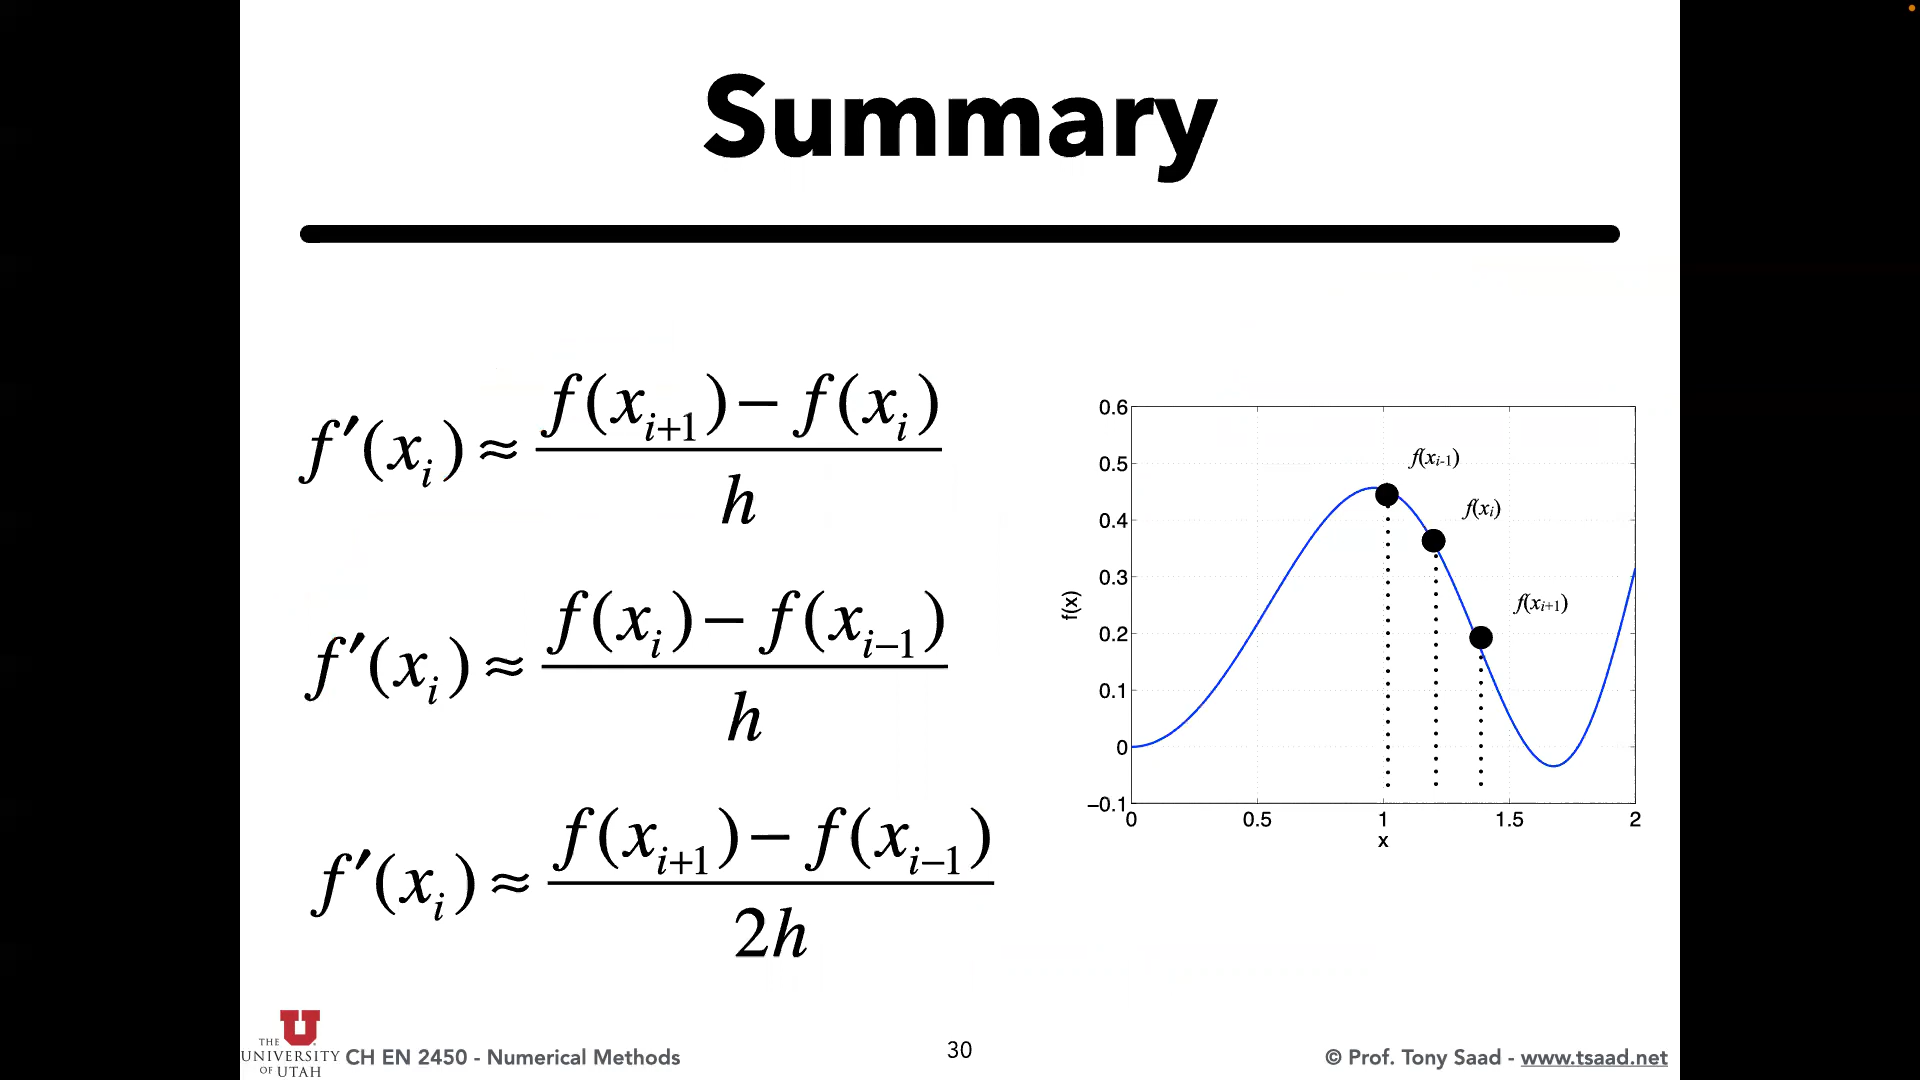 Summary
f′(xᵢ) ≈ (f(xᵢ₊₁) − f(xᵢ)) / h
f′(xᵢ) ≈ (f(xᵢ) − f(xᵢ₋₁)) / h
f′(xᵢ) ≈ (f(xᵢ₊₁) − f(xᵢ₋₁)) / 2h
0.6
0.5
0.4
0.3
0.2
0.1
0
−0.1
f(x)
f(xᵢ₋₁)
f(xᵢ)
f(xᵢ₊₁)
0 0.5 1 1.5 2
x
THE
UNIVERSITY
OF UTAH
CH EN 2450 - Numerical Methods
30
© Prof. Tony Saad - www.tsaad.net